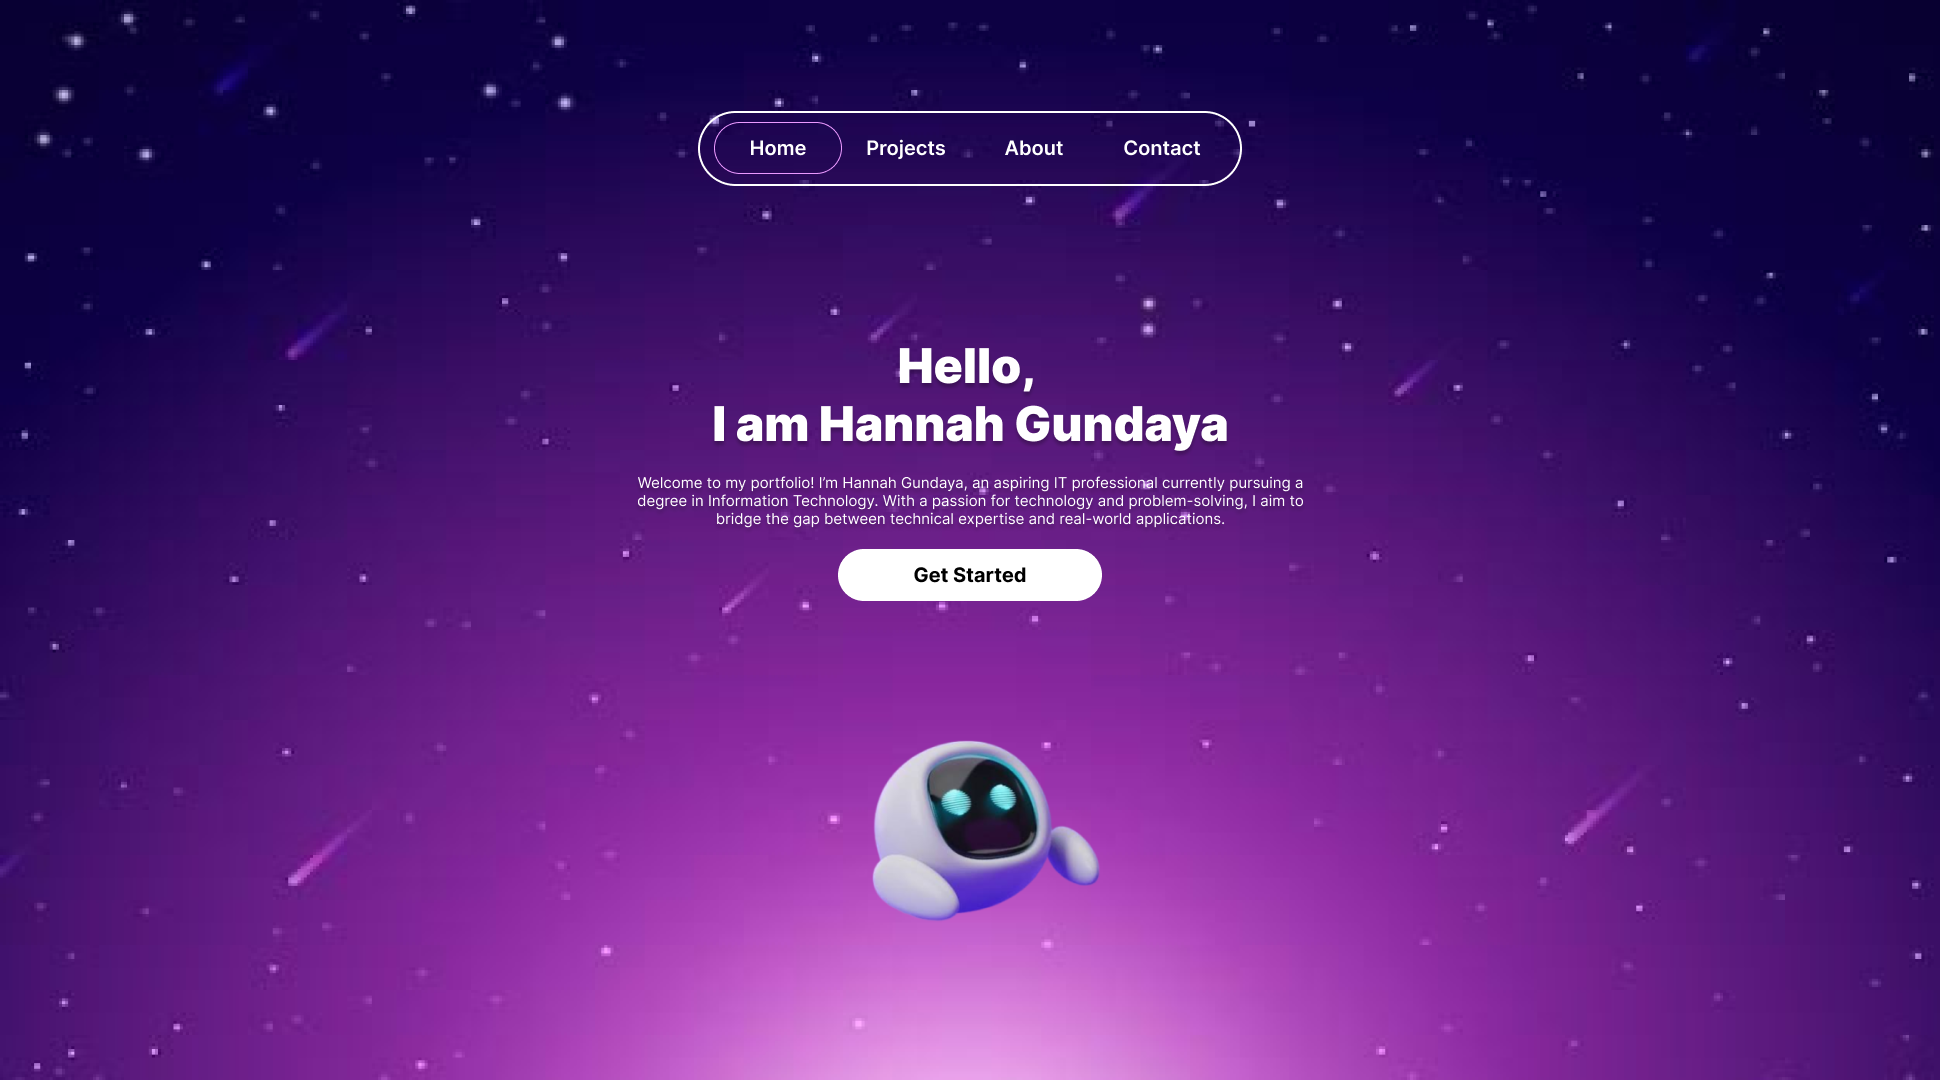 Home Projects About Contact
Hello,
I am Hannah Gundaya
Welcome to my portfolio! I’m Hannah Gundaya, an aspiring IT professional currently pursuing a
degree in Information Technology. With a passion for technology and problem-solving, I aim to
bridge the gap between technical expertise and real-world applications.
Get Started